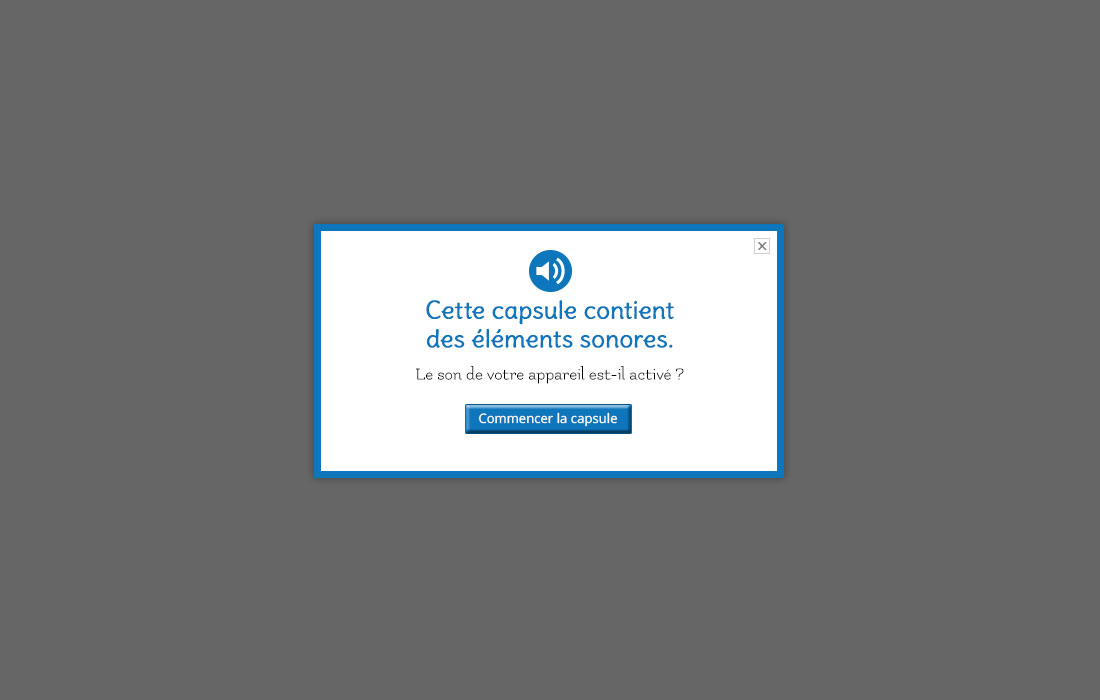 Cette capsule contient
des éléments sonores.
Le son de votre appareil est-il activé ?
Commencer la capsule